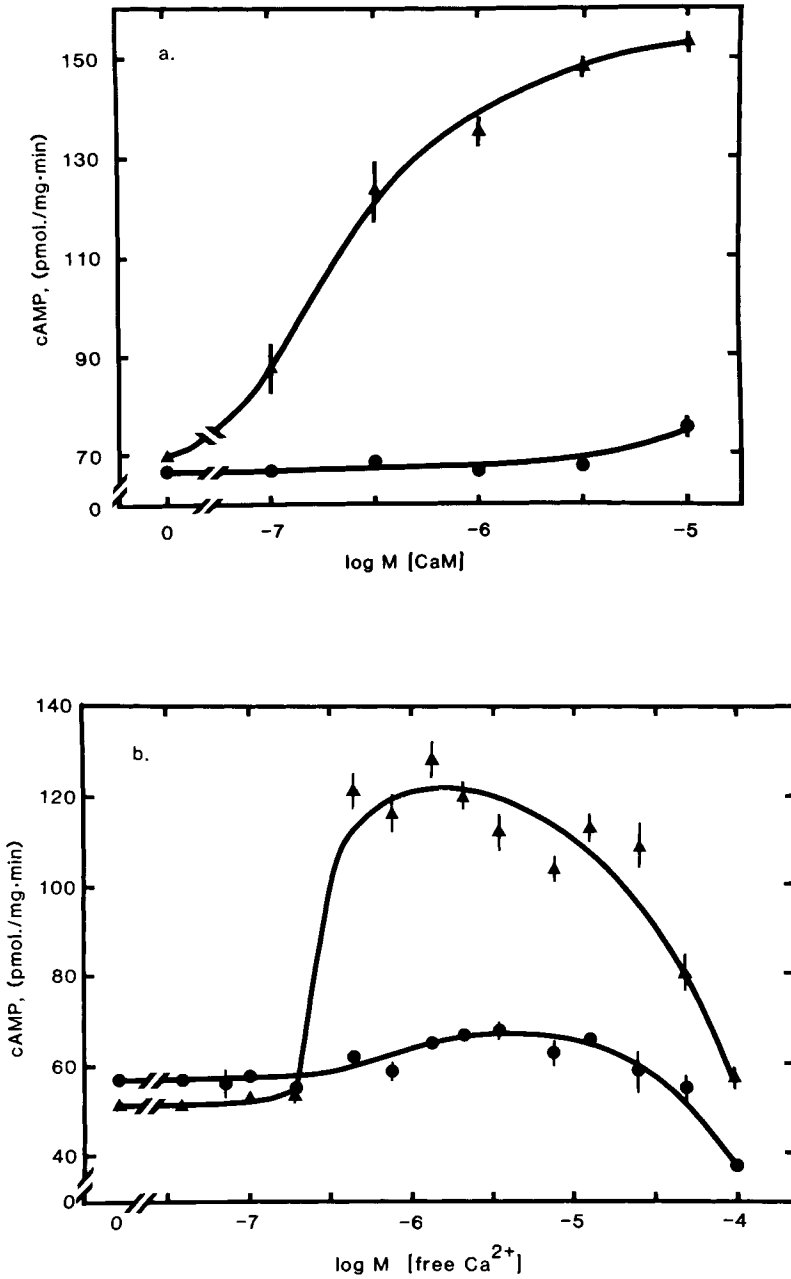 a.
150
130
110
90
70
0
cAMP, (pmol./mg·min)
0 -7 -6 -5
log M [CaM]
b.
140
120
100
80
60
40
0
cAMP, (pmol./mg·min)
0 -7 -6 -5 -4
log M [free Ca²⁺]